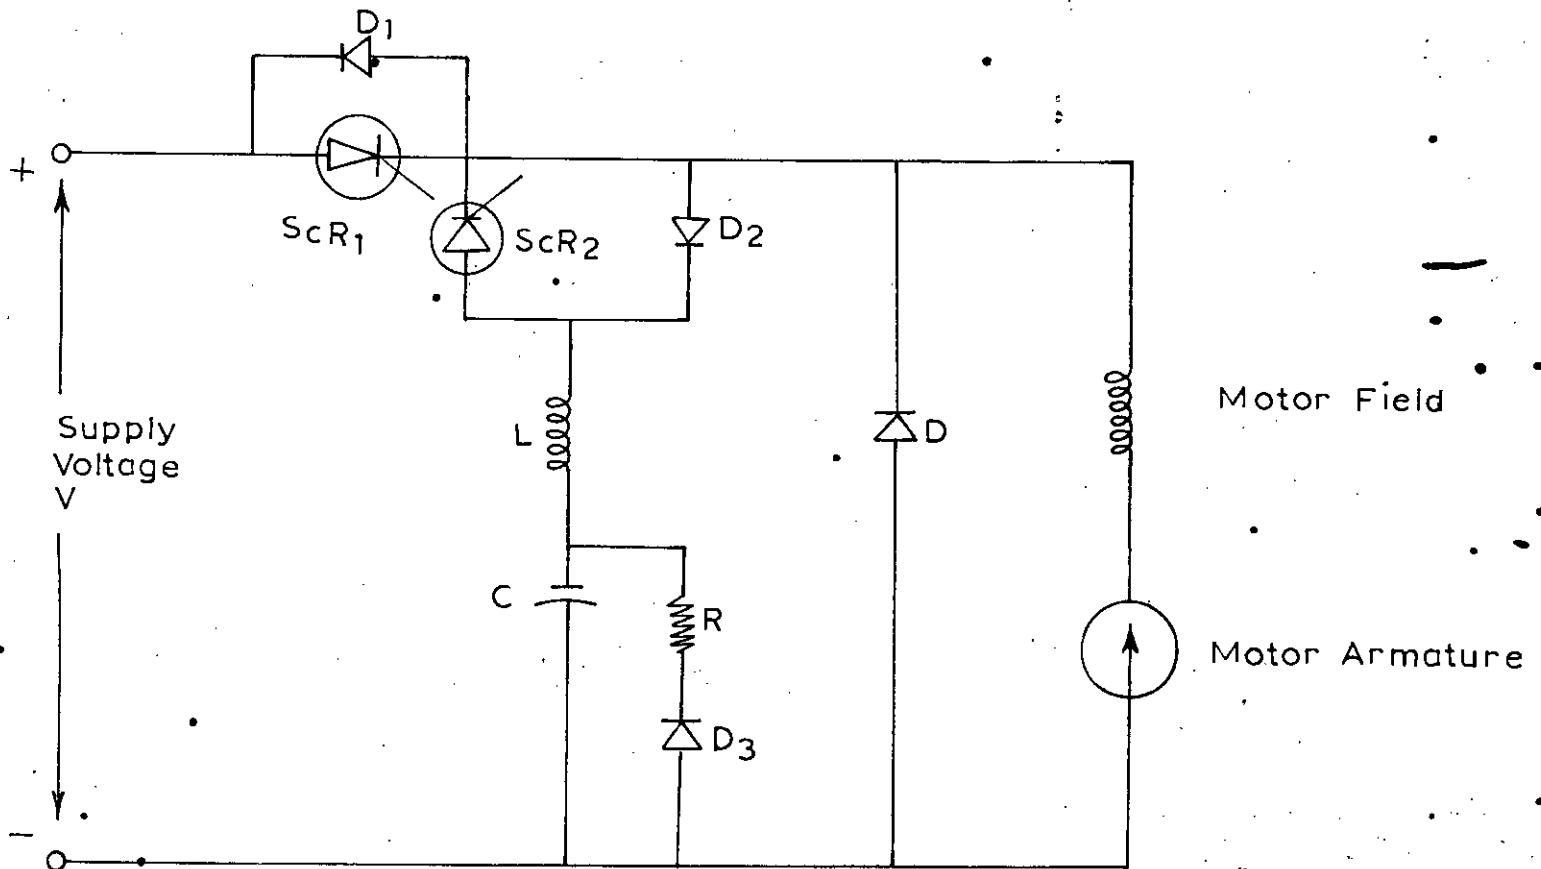 D1
+
ScR1
ScR2
D2
Supply
Voltage
V
L
D
Motor Field
C
R
Motor Armature
D3
−